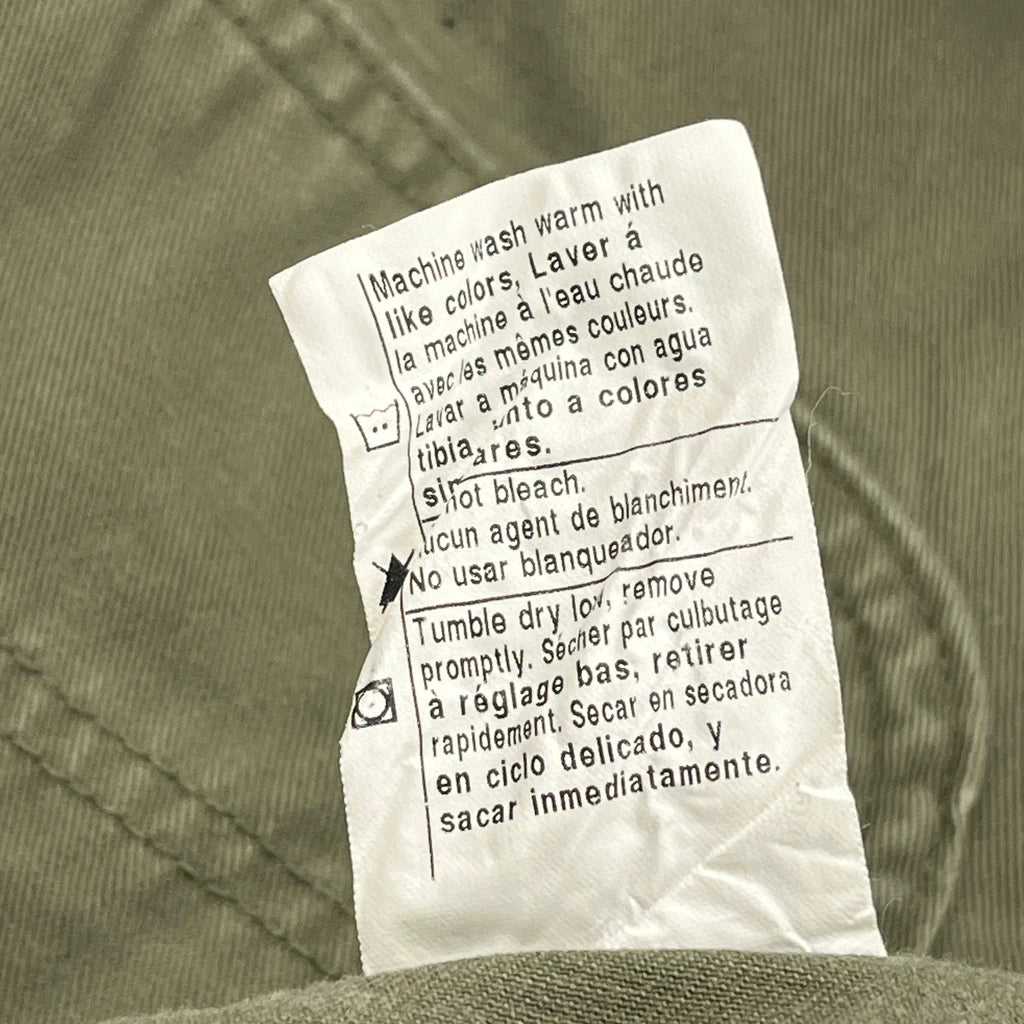 Machine wash warm with
like colors, Laver á
la machine à l'eau chaude
avec les mêmes couleurs.
Lavar a máquina con agua
tibia, nto a colores
ares.
not bleach.
ucun agent de blanchiment.
No usar blanqueador.
Tumble dry low, remove
promptly. Sécher par culbutage
à réglage bas, retirer
rapidement. Secar en secadora
en ciclo delicado, y
sacar inmediatamente.